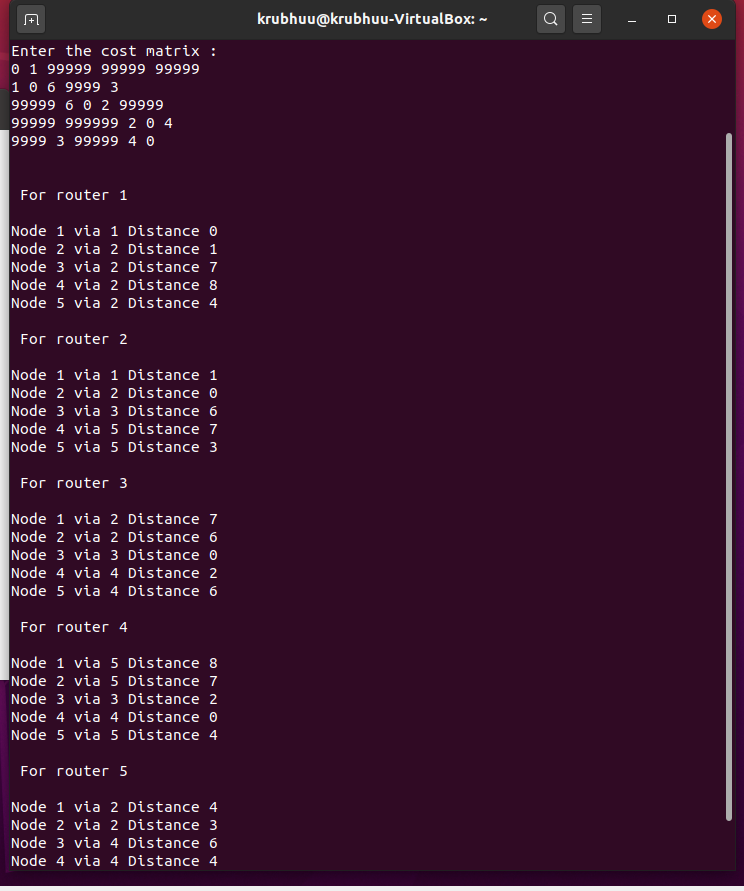 krubhuu@krubhuu-VirtualBox: ~
Enter the cost matrix :
0 1 99999 99999 99999
1 0 6 9999 3
99999 6 0 2 99999
99999 999999 2 0 4
9999 3 99999 4 0
For router 1
Node 1 via 1 Distance 0
Node 2 via 2 Distance 1
Node 3 via 2 Distance 7
Node 4 via 2 Distance 8
Node 5 via 2 Distance 4
For router 2
Node 1 via 1 Distance 1
Node 2 via 2 Distance 0
Node 3 via 3 Distance 6
Node 4 via 5 Distance 7
Node 5 via 5 Distance 3
For router 3
Node 1 via 2 Distance 7
Node 2 via 2 Distance 6
Node 3 via 3 Distance 0
Node 4 via 4 Distance 2
Node 5 via 4 Distance 6
For router 4
Node 1 via 5 Distance 8
Node 2 via 5 Distance 7
Node 3 via 3 Distance 2
Node 4 via 4 Distance 0
Node 5 via 5 Distance 4
For router 5
Node 1 via 2 Distance 4
Node 2 via 2 Distance 3
Node 3 via 4 Distance 6
Node 4 via 4 Distance 4